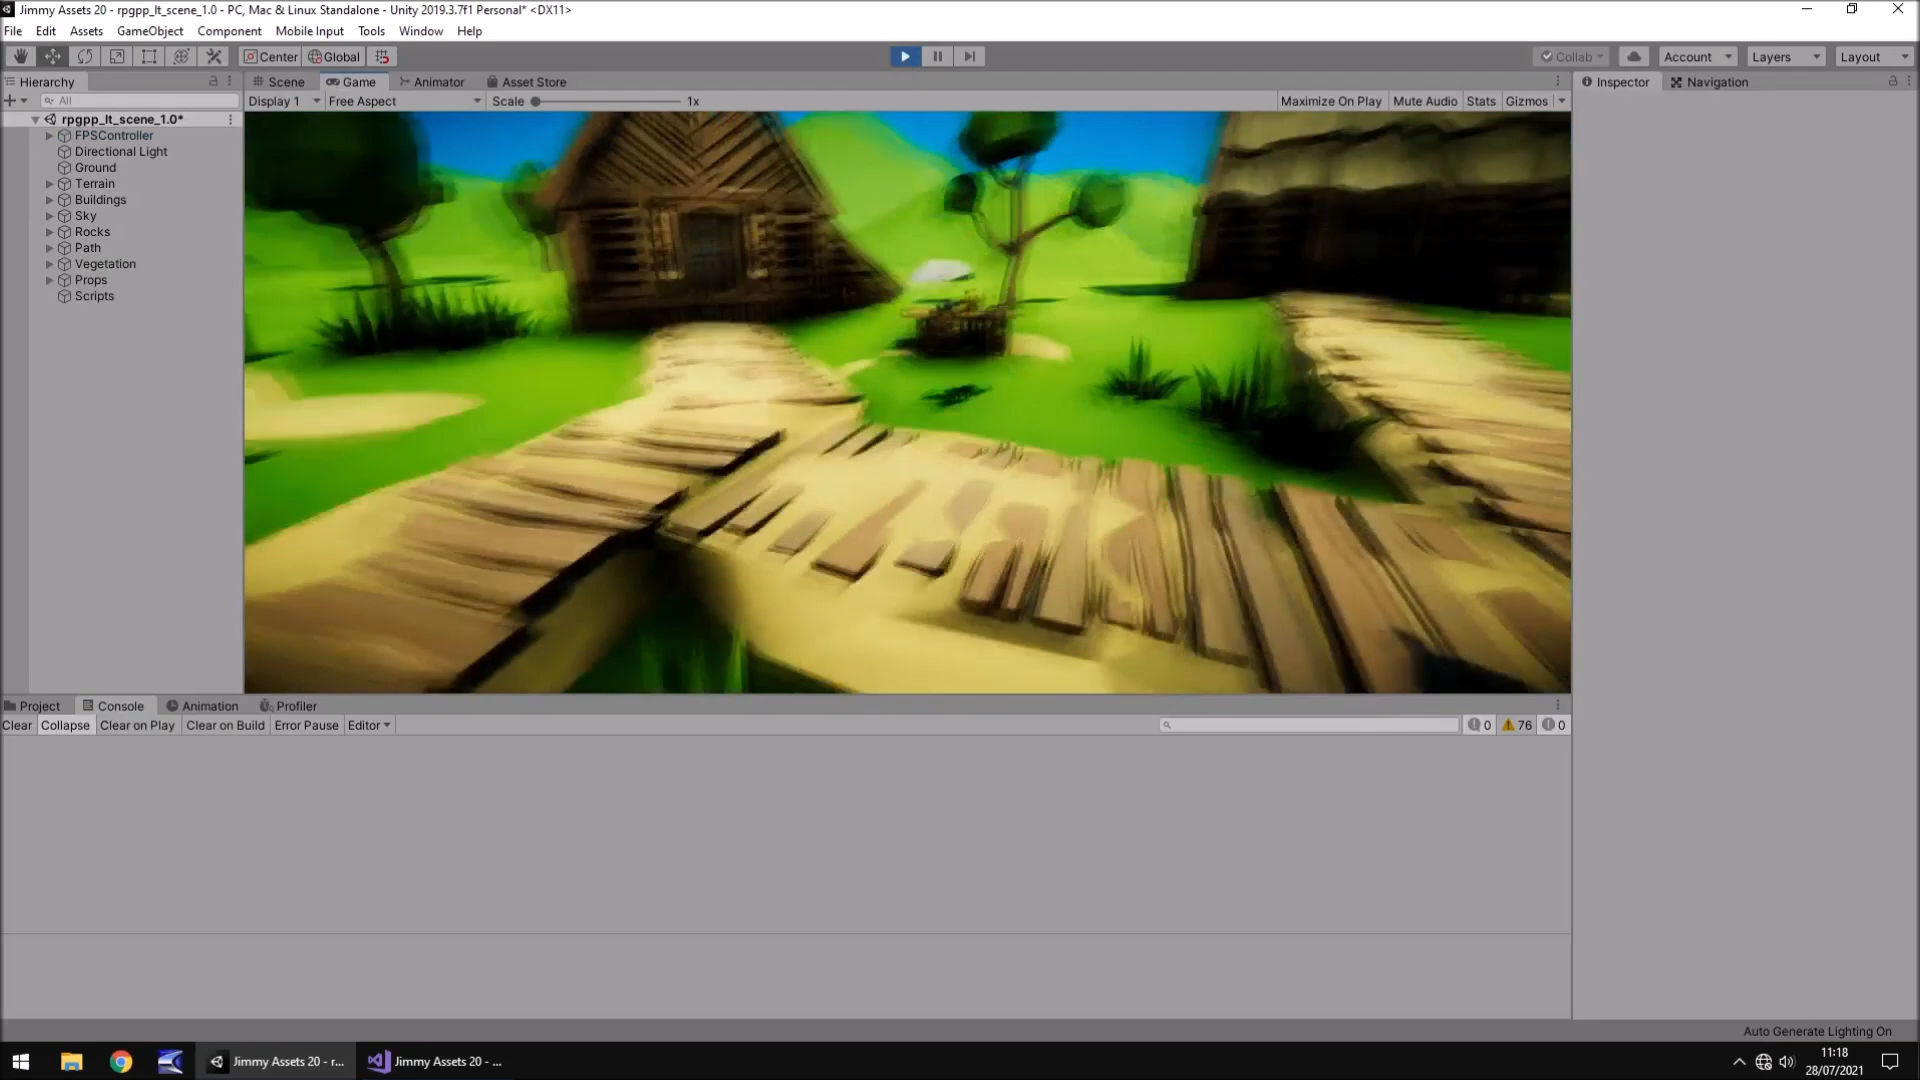 Jimmy Assets 20 - rpgpp_lt_scene_1.0 - PC, Mac & Linux Standalone - Unity 2019.3.7f1 Personal* <DX11>
File Edit Assets GameObject Component Mobile Input Tools Window Help
Center Global Collab Account Layers Layout
Hierarchy Scene Game Animator Asset Store Inspector Navigation
All Display 1 Free Aspect Scale 1x Maximize On Play Mute Audio Stats Gizmos
rpgpp_lt_scene_1.0*
FPSController
Directional Light
Ground
Terrain
Buildings
Sky
Rocks
Path
Vegetation
Props
Scripts
Project Console Animation Profiler
Clear Collapse Clear on Play Clear on Build Error Pause Editor 0 76 0
Auto Generate Lighting On
Jimmy Assets 20 - r... Jimmy Assets 20 - ... 11:18
28/07/2021